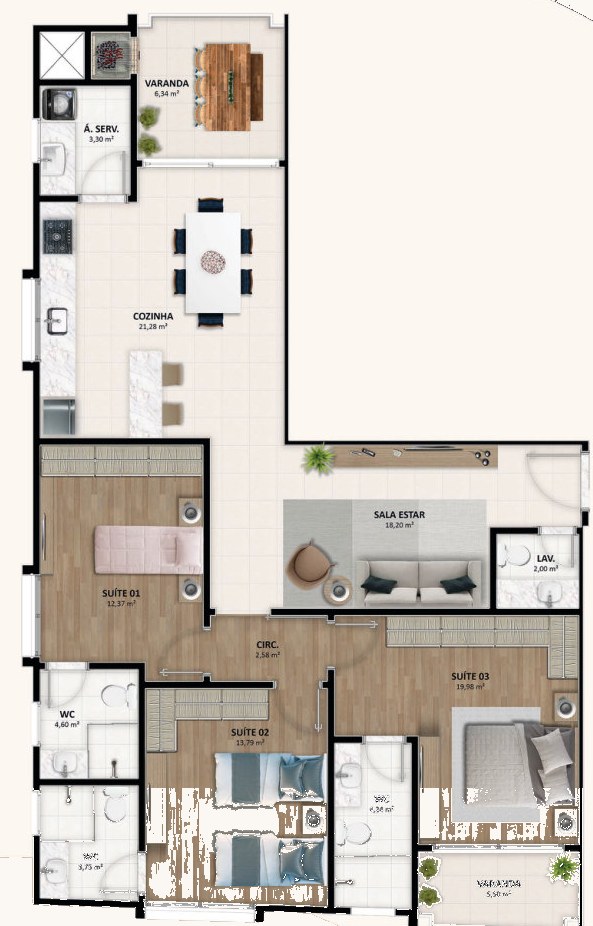 VARANDA
6,34 m²
Á. SERV.
3,30 m²
COZINHA
21,28 m²
SALA ESTAR
18,20 m²
LAV.
2,00 m²
SUÍTE 01
12,37 m²
CIRC.
2,58 m²
SUÍTE 03
19,98 m²
WC
4,60 m²
SUÍTE 02
13,79 m²
WC
3,75 m²
VARANDA